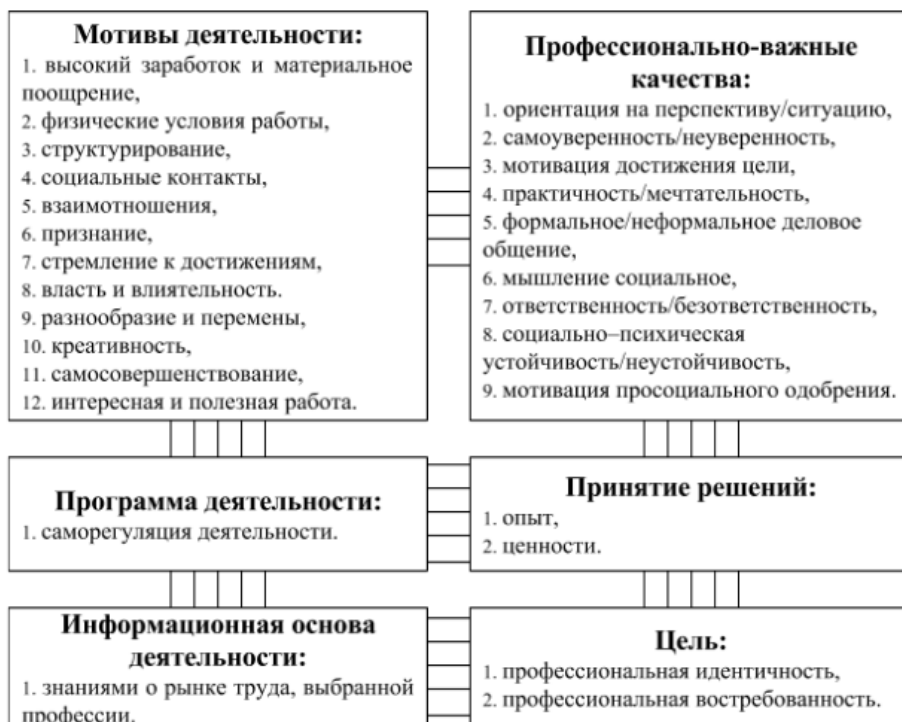 Мотивы деятельности:
1. высокий заработок и материальное
поощрение,
2. физические условия работы,
3. структурирование,
4. социальные контакты,
5. взаимотношения,
6. признание,
7. стремление к достижениям,
8. власть и влиятельность.
9. разнообразие и перемены,
10. креативность,
11. самосовершенствование,
12. интересная и полезная работа.
Профессионально-важные
качества:
1. ориентация на перспективу/ситуацию,
2. самоуверенность/неуверенность,
3. мотивация достижения цели,
4. практичность/мечтательность,
5. формальное/неформальное деловое
общение,
6. мышление социальное,
7. ответственность/безответственность,
8. социально–психическая
устойчивость/неустойчивость,
9. мотивация просоциального одобрения.
Программа деятельности:
1. саморегуляция деятельности.
Принятие решений:
1. опыт,
2. ценности.
Информационная основа
деятельности:
1. знаниями о рынке труда, выбранной
профессии.
Цель:
1. профессиональная идентичность,
2. профессиональная востребованность.